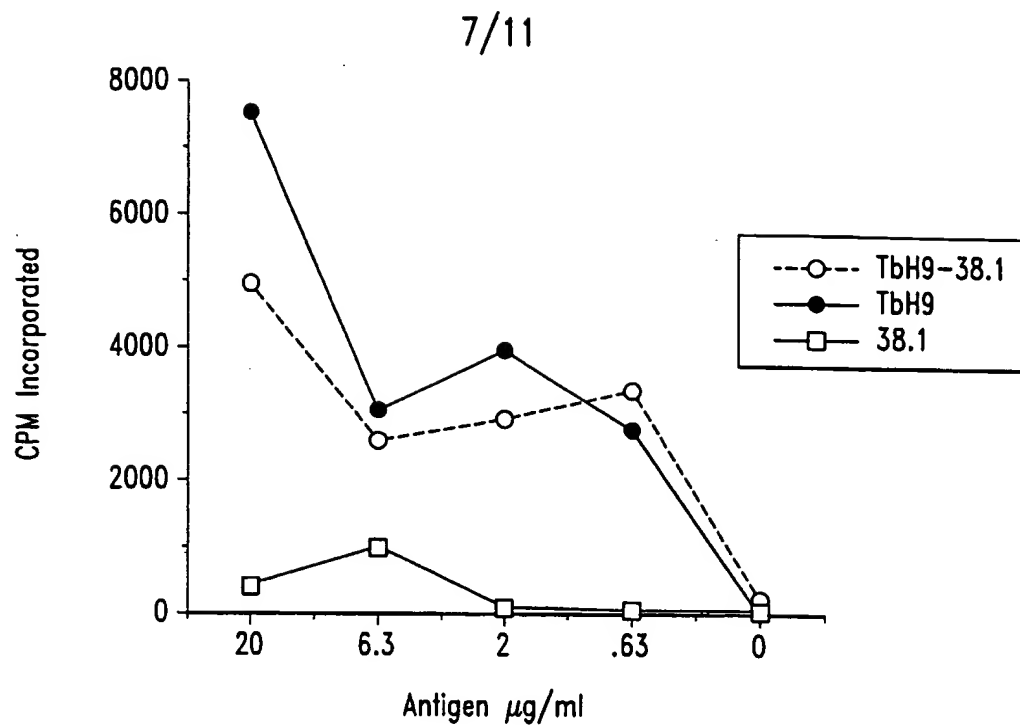 7/11
8000
6000
4000
2000
0
CPM Incorporated
20 6.3 2 .63 0
Antigen μg/ml
TbH9-38.1
TbH9
38.1